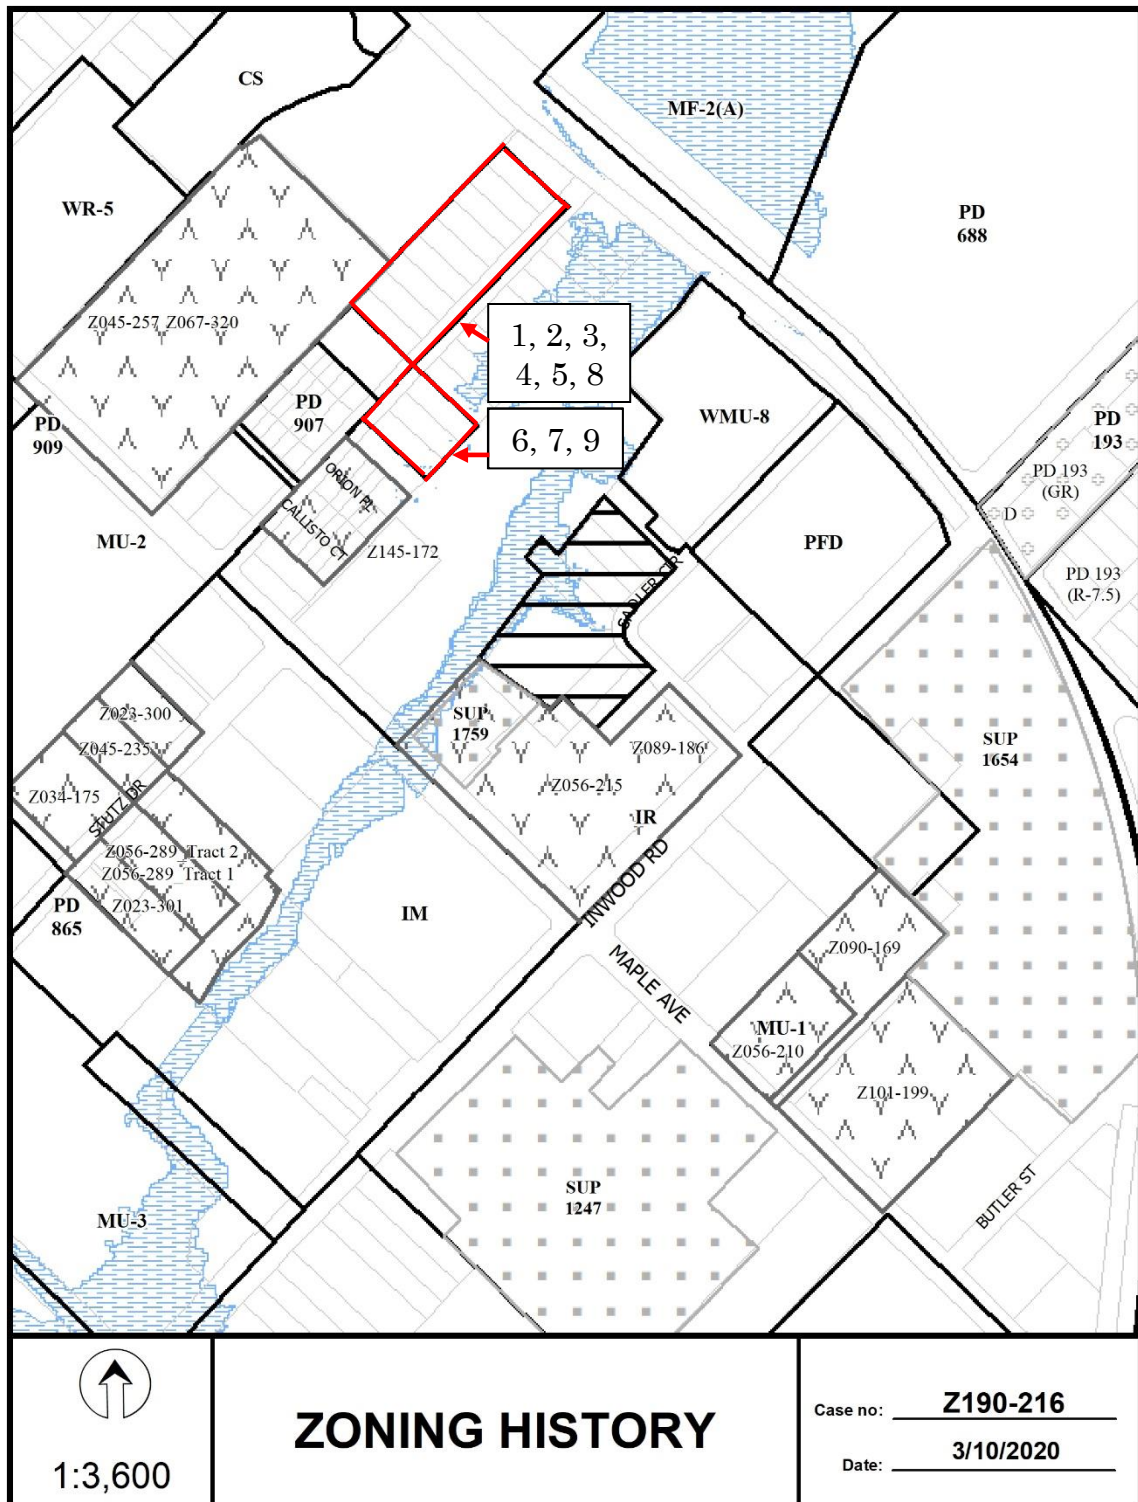 CS
MF-2(A)
WR-5
PD
688
Z045-257 Z067-320
1, 2, 3,
4, 5, 8
PD
907
PD
909
WMU-8
PD
193
6, 7, 9
PD 193
(GR)
ORION PL
CALLISTO CT
D
MU-2
Z145-172
PFD
PD 193
(R-7.5)
SADLER CIR
SUP
1759
Z023-300
Z045-235
Z089-186
SUP
1654
Z034-175
STUTZ DR
Z056-215
IR
Z056-289_Tract 2
Z056-289_Tract 1
Z023-301
INWOOD RD
PD
865
IM
Z090-169
MAPLE AVE
MU-1
Z056-210
Z101-199
SUP
1247
BUTLER ST
MU-3
1:3,600
ZONING HISTORY
Case no: Z190-216
Date: 3/10/2020